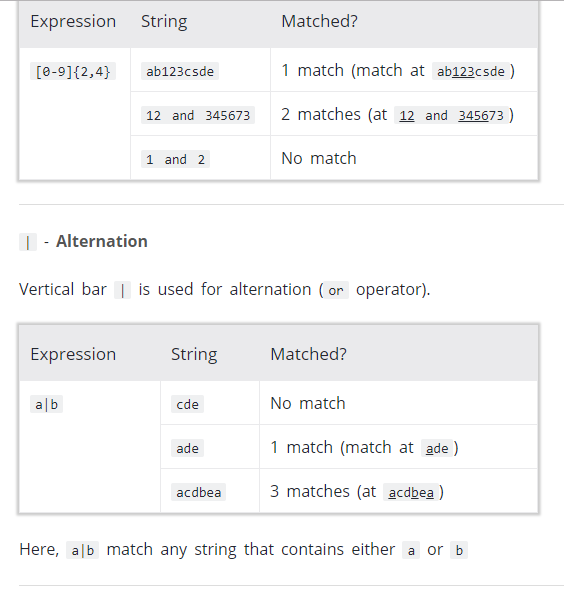 Expression String Matched?
[0-9]{2,4} ab123csde 1 match (match at ab123csde )
12 and 345673 2 matches (at 12 and 345673 )
1 and 2 No match
| - Alternation
Vertical bar | is used for alternation ( or operator).
Expression String Matched?
a|b cde No match
ade 1 match (match at ade )
acdbea 3 matches (at acdbea )
Here, a|b match any string that contains either a or b